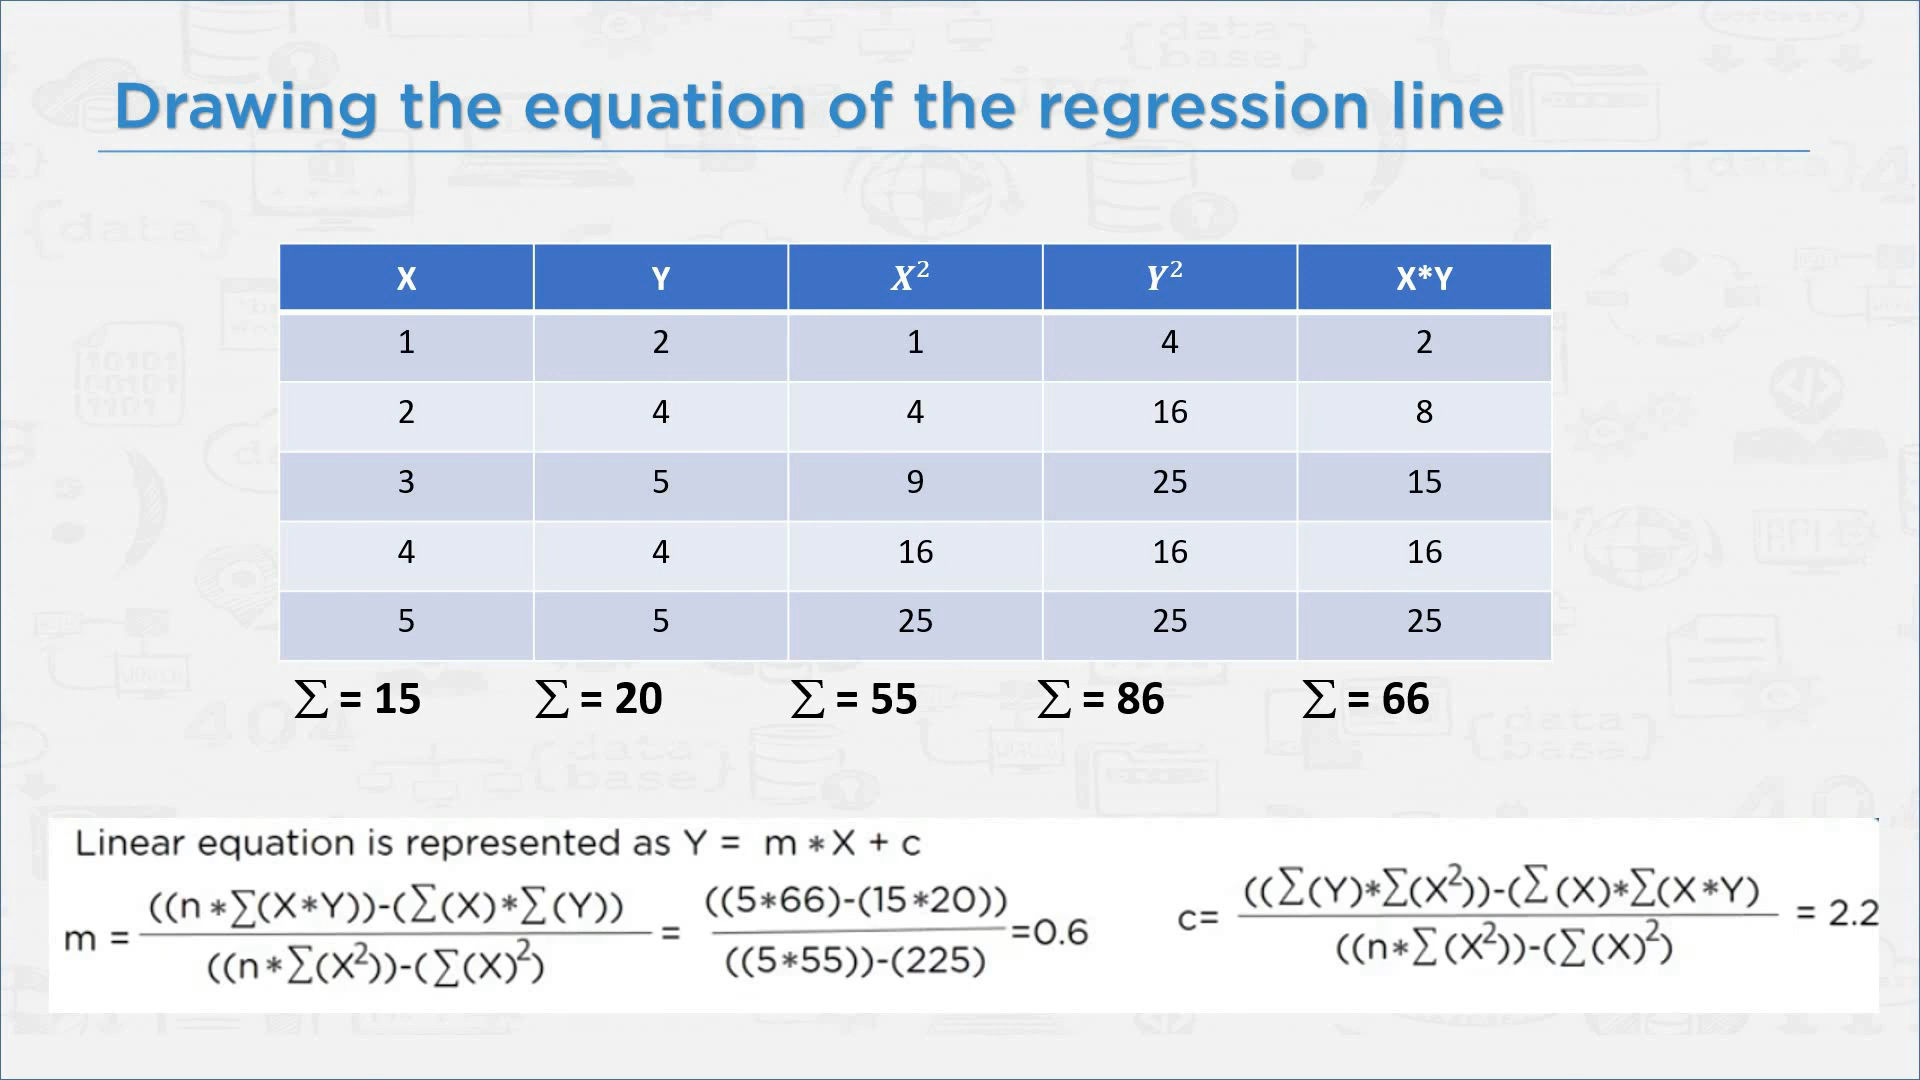 Drawing the equation of the regression line
X Y X² Y² X*Y
1 2 1 4 2
2 4 4 16 8
3 5 9 25 15
4 4 16 16 16
5 5 25 25 25
∑ = 15 ∑ = 20 ∑ = 55 ∑ = 86 ∑ = 66
Linear equation is represented as Y = m*X + c
m = ((n*∑(X*Y))-(∑(X)*∑(Y)) / ((n*∑(X²))-(∑(X)²) = ((5*66)-(15*20)) / ((5*55))-(225) =0.6
c= ((∑(Y)*∑(X²))-(∑(X)*∑(X*Y) / ((n*∑(X²))-(∑(X)²) = 2.2